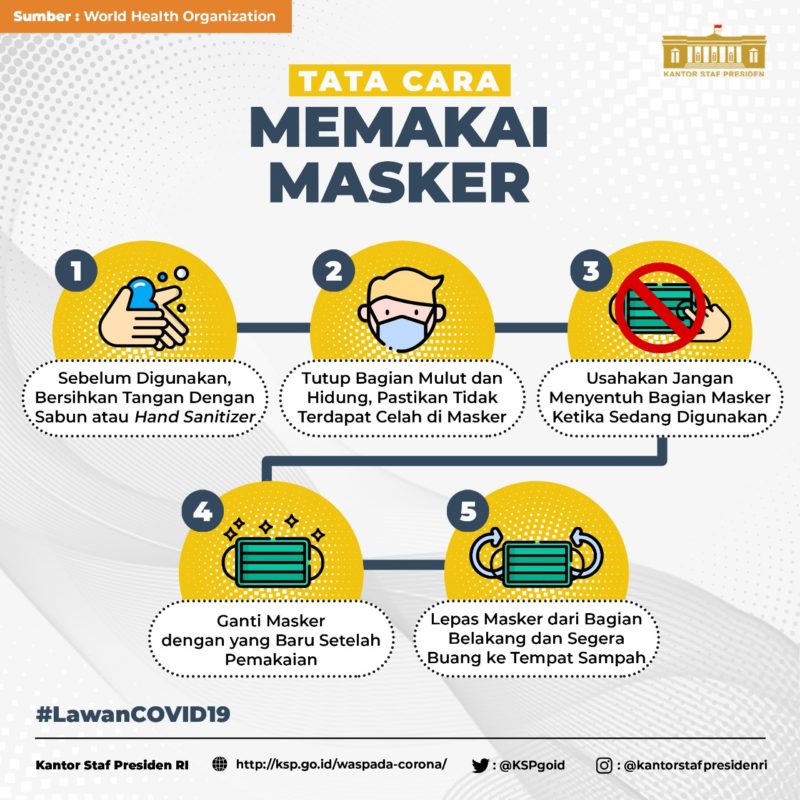 Sumber : World Health Organization
KANTOR STAF PRESIDEN
TATA CARA
MEMAKAI
MASKER
1
Sebelum Digunakan,
Bersihkan Tangan Dengan
Sabun atau Hand Sanitizer
2
Tutup Bagian Mulut dan
Hidung, Pastikan Tidak
Terdapat Celah di Masker
3
Usahakan Jangan
Menyentuh Bagian Masker
Ketika Sedang Digunakan
4
Ganti Masker
dengan yang Baru Setelah
Pemakaian
5
Lepas Masker dari Bagian
Belakang dan Segera
Buang ke Tempat Sampah
#LawanCOVID19
Kantor Staf Presiden RI http://ksp.go.id/waspada-corona/ : @KSPgoid : @kantorstafpresidenri